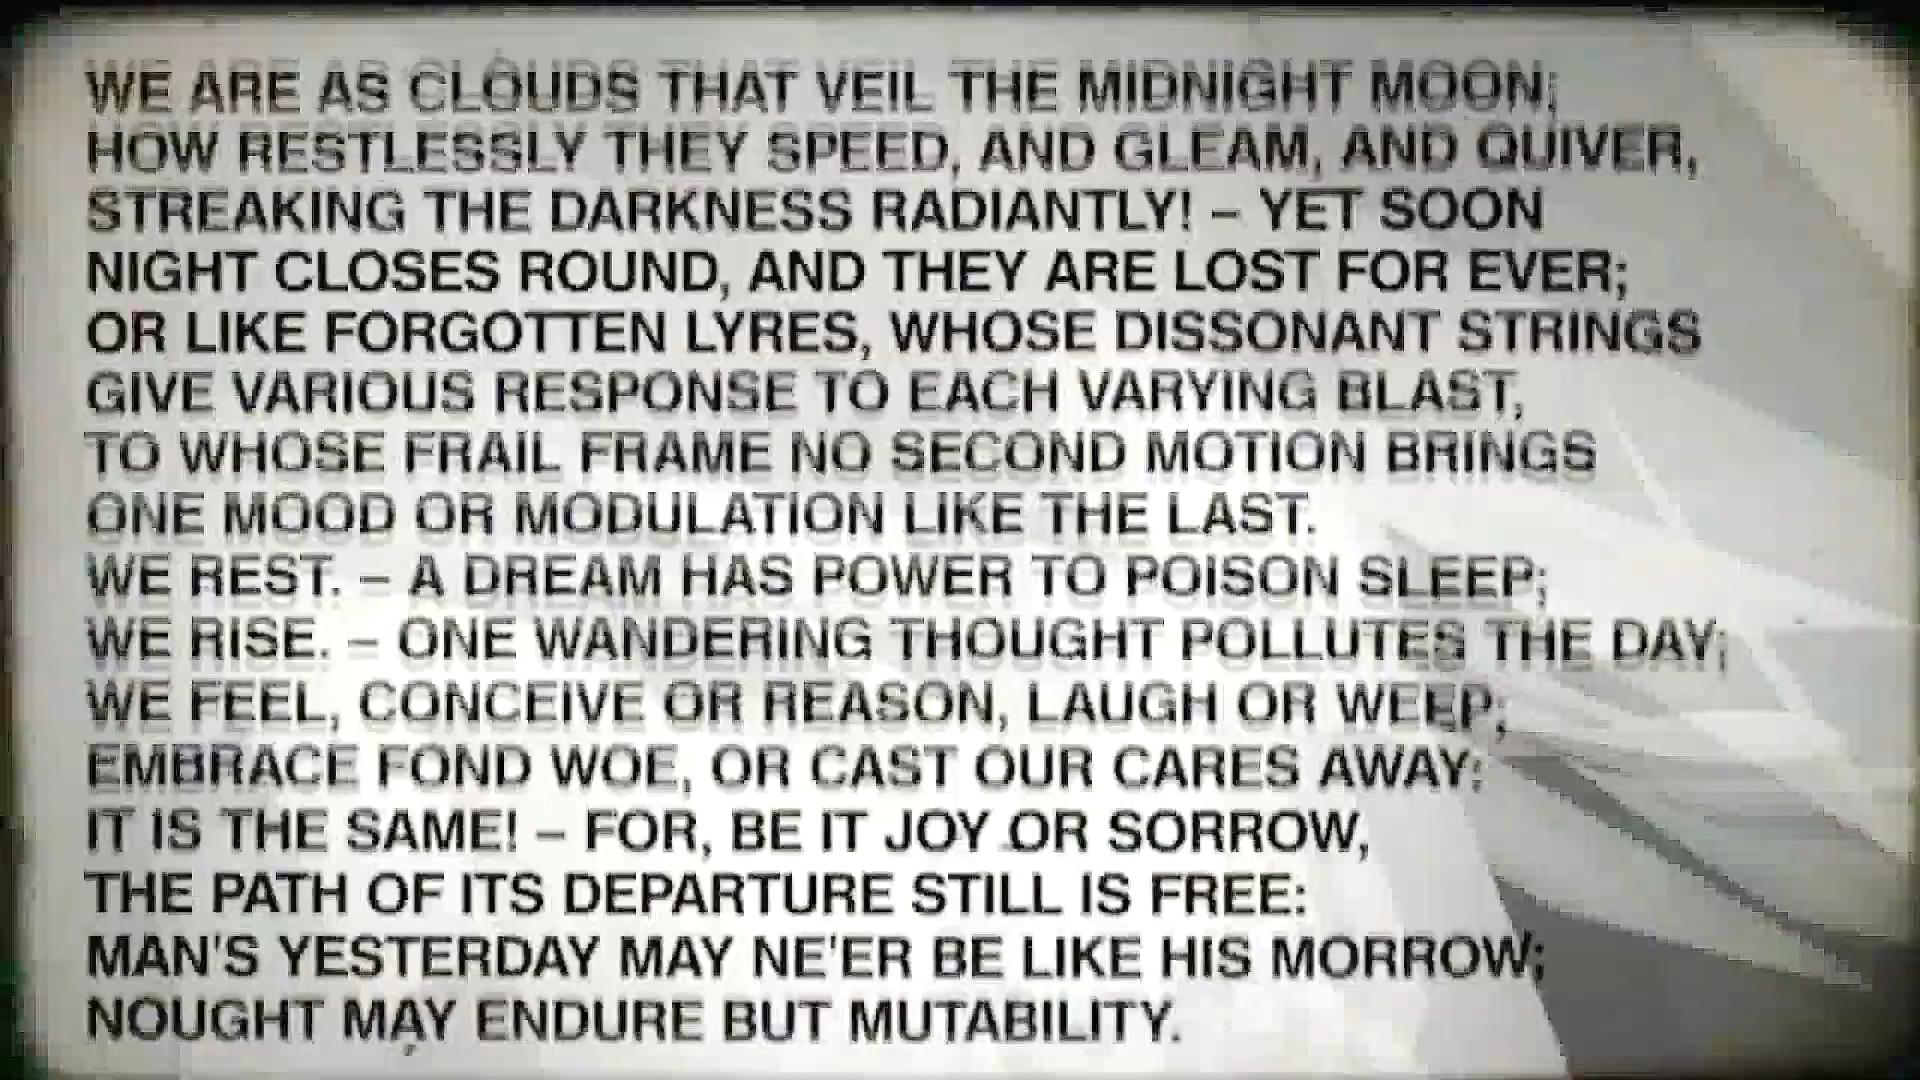 WE ARE AS CLOUDS THAT VEIL THE MIDNIGHT MOON;
HOW RESTLESSLY THEY SPEED, AND GLEAM, AND QUIVER,
STREAKING THE DARKNESS RADIANTLY! – YET SOON
NIGHT CLOSES ROUND, AND THEY ARE LOST FOR EVER;
OR LIKE FORGOTTEN LYRES, WHOSE DISSONANT STRINGS
GIVE VARIOUS RESPONSE TO EACH VARYING BLAST,
TO WHOSE FRAIL FRAME NO SECOND MOTION BRINGS
ONE MOOD OR MODULATION LIKE THE LAST.
WE REST. – A DREAM HAS POWER TO POISON SLEEP;
WE RISE. – ONE WANDERING THOUGHT POLLUTES THE DAY;
WE FEEL, CONCEIVE OR REASON, LAUGH OR WEEP;
EMBRACE FOND WOE, OR CAST OUR CARES AWAY:
IT IS THE SAME! – FOR, BE IT JOY OR SORROW,
THE PATH OF ITS DEPARTURE STILL IS FREE:
MAN'S YESTERDAY MAY NE'ER BE LIKE HIS MORROW;
NOUGHT MAY ENDURE BUT MUTABILITY.